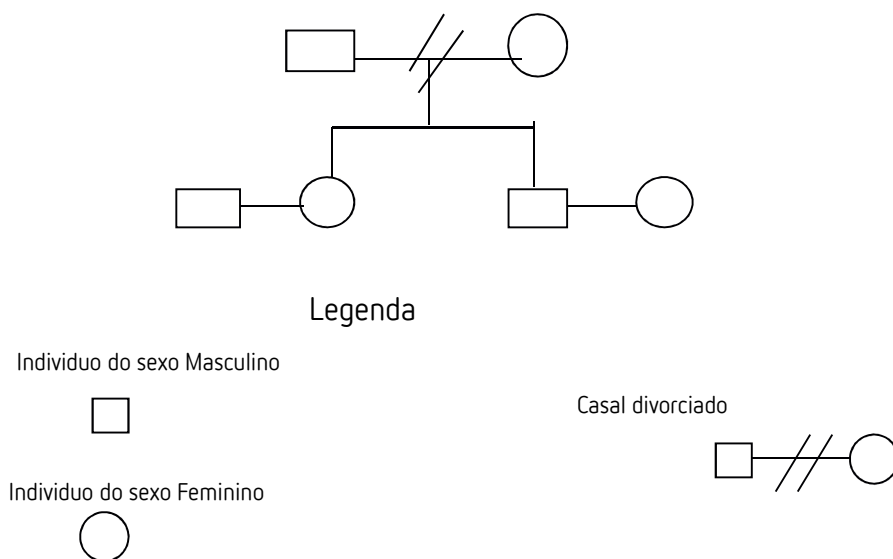 Legenda
Individuo do sexo Masculino
Casal divorciado
Individuo do sexo Feminino